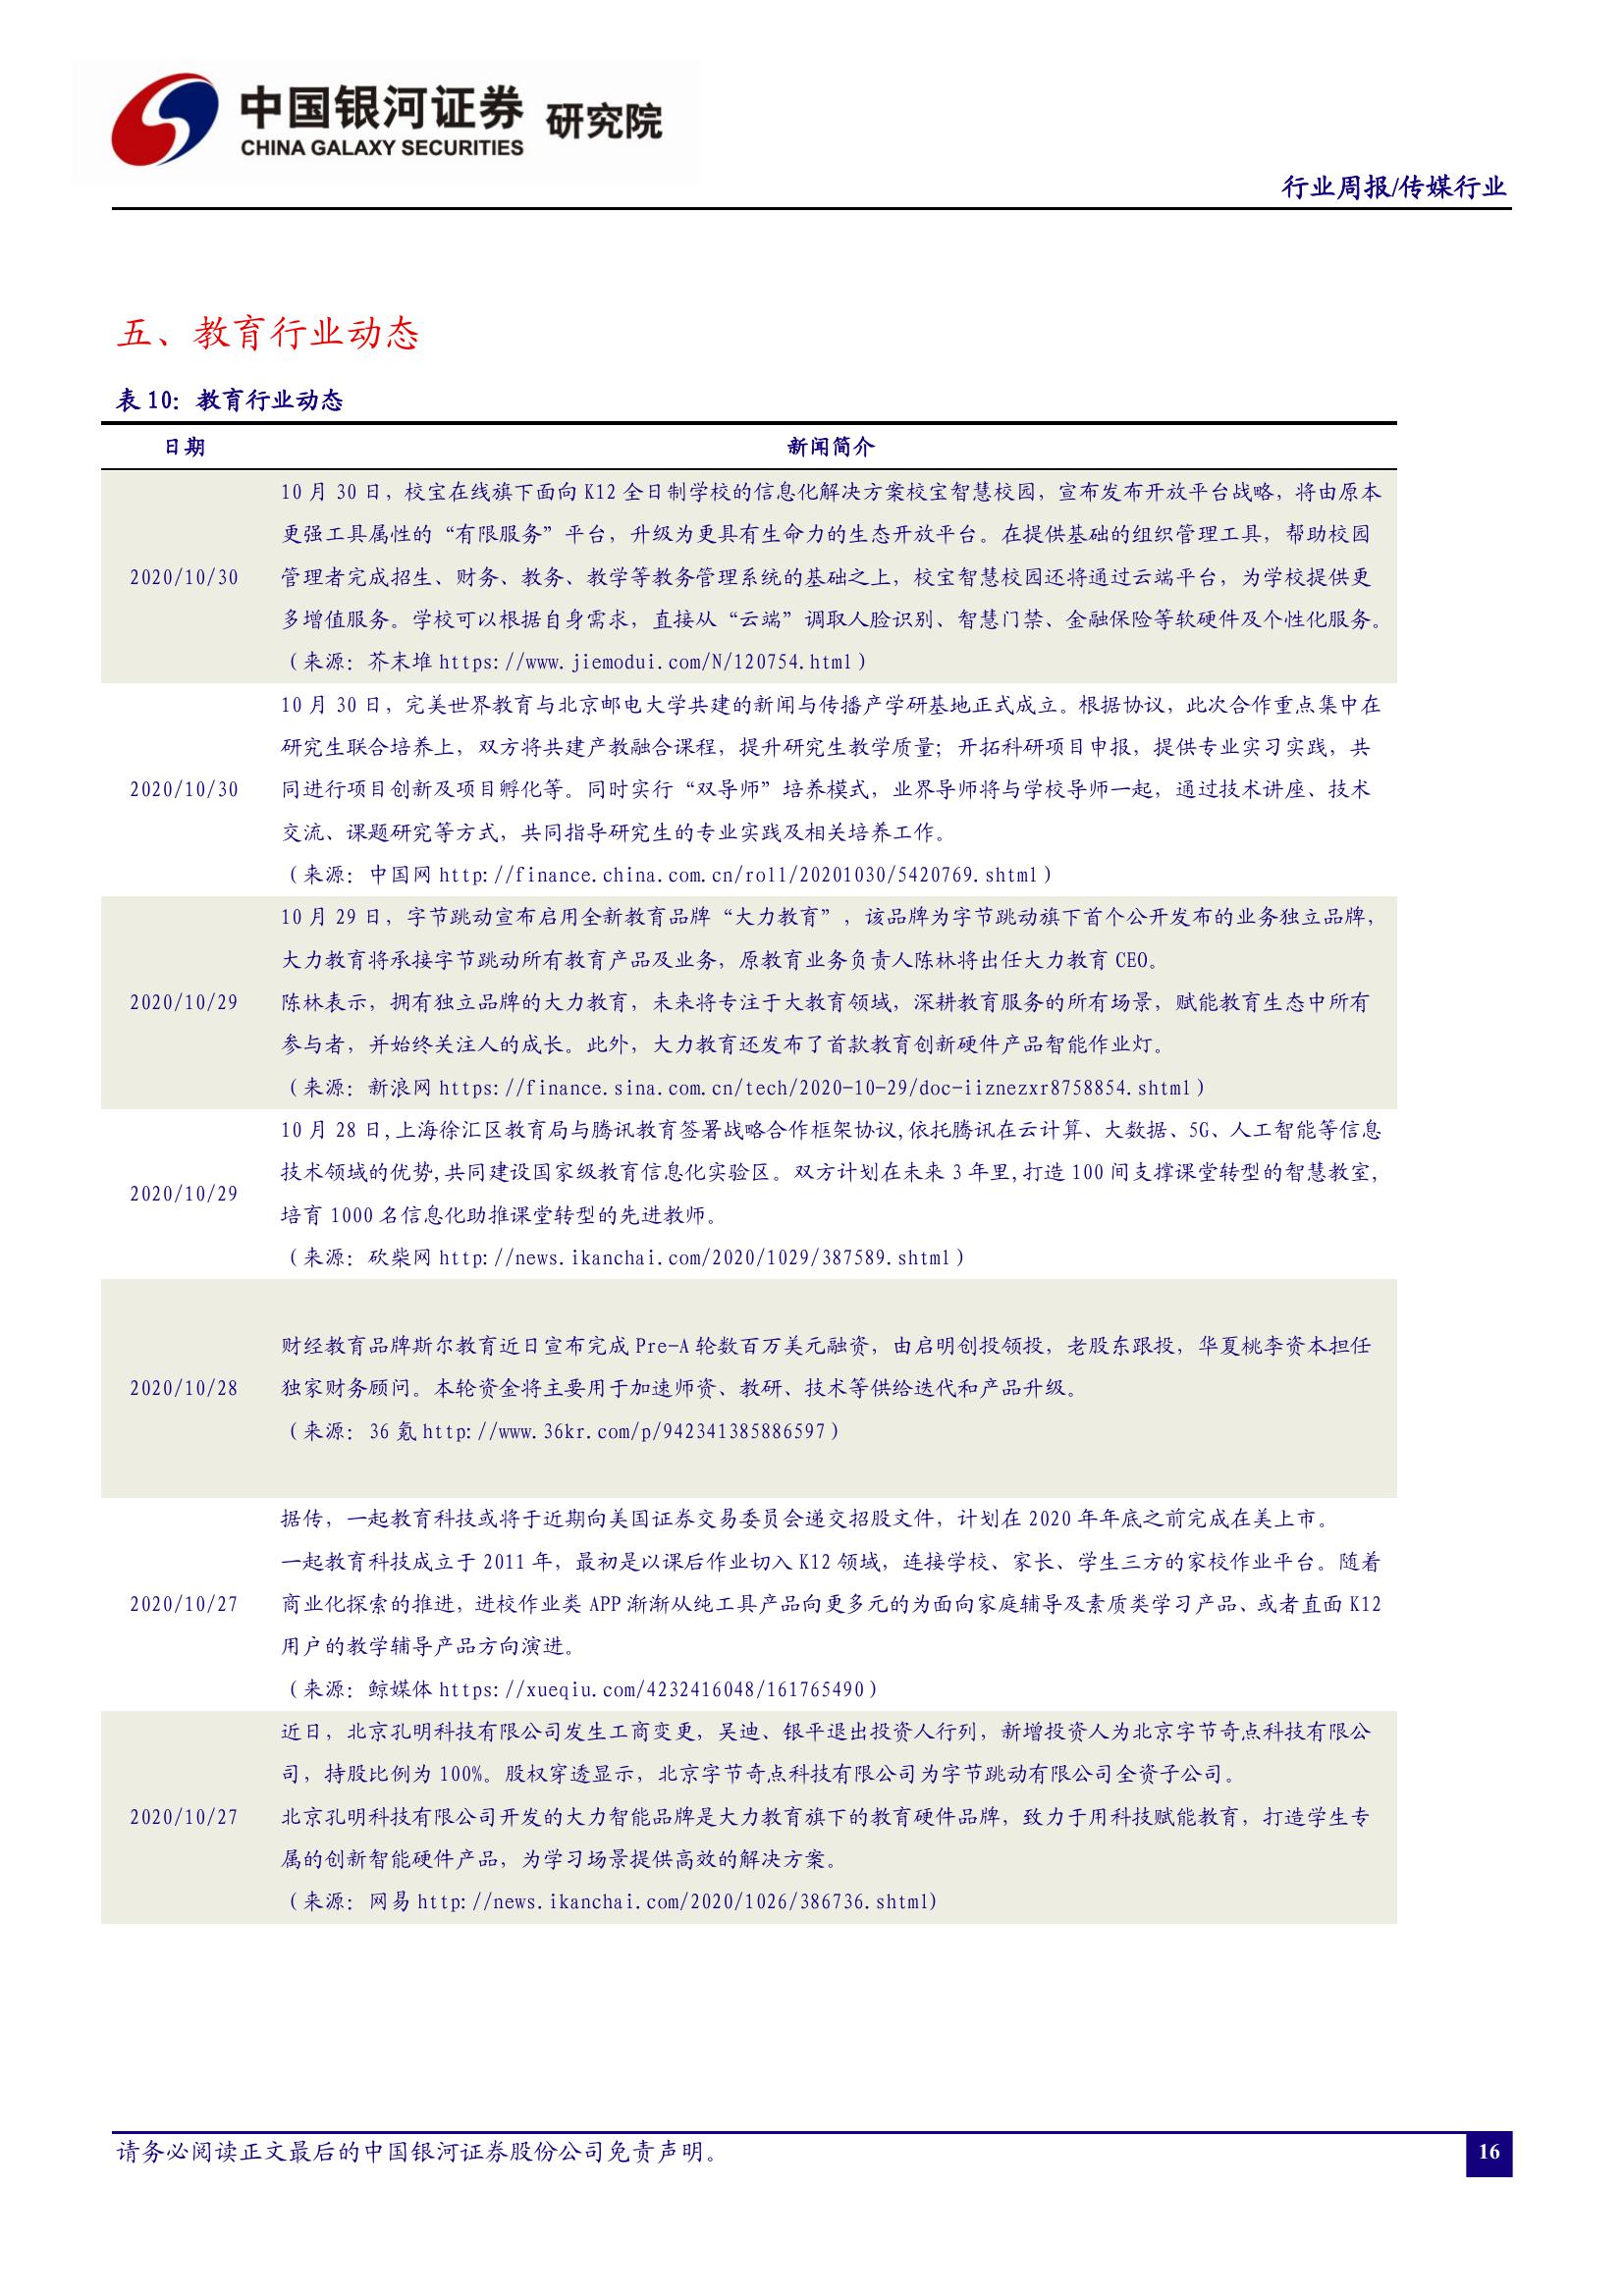 中国银河证券 研究院
CHINA GALAXY SECURITIES
行业周报/传媒行业
五、教育行业动态
表 10：教育行业动态
日期 新闻简介
10 月 30 日，校宝在线旗下面向 K12 全日制学校的信息化解决方案校宝智慧校园，宣布发布开放平台战略，将由原本
更强工具属性的“有限服务”平台，升级为更具有生命力的生态开放平台。在提供基础的组织管理工具，帮助校园
2020/10/30 管理者完成招生、财务、教务、教学等教务管理系统的基础之上，校宝智慧校园还将通过云端平台，为学校提供更
多增值服务。学校可以根据自身需求，直接从“云端”调取人脸识别、智慧门禁、金融保险等软硬件及个性化服务。
（来源：芥末堆 https://www.jiemodui.com/N/120754.html）
10 月 30 日，完美世界教育与北京邮电大学共建的新闻与传播产学研基地正式成立。根据协议，此次合作重点集中在
研究生联合培养上，双方将共建产教融合课程，提升研究生教学质量；开拓科研项目申报，提供专业实习实践，共
2020/10/30 同进行项目创新及项目孵化等。同时实行“双导师”培养模式，业界导师将与学校导师一起，通过技术讲座、技术
交流、课题研究等方式，共同指导研究生的专业实践及相关培养工作。
（来源：中国网 http://finance.china.com.cn/roll/20201030/5420769.shtml）
10 月 29 日，字节跳动宣布启用全新教育品牌“大力教育”，该品牌为字节跳动旗下首个公开发布的业务独立品牌，
大力教育将承接字节跳动所有教育产品及业务，原教育业务负责人陈林将出任大力教育 CEO。
2020/10/29 陈林表示，拥有独立品牌的大力教育，未来将专注于大教育领域，深耕教育服务的所有场景，赋能教育生态中所有
参与者，并始终关注人的成长。此外，大力教育还发布了首款教育创新硬件产品智能作业灯。
（来源：新浪网 https://finance.sina.com.cn/tech/2020-10-29/doc-iiznezxr8758854.shtml）
10 月 28 日,上海徐汇区教育局与腾讯教育签署战略合作框架协议,依托腾讯在云计算、大数据、5G、人工智能等信息
技术领域的优势,共同建设国家级教育信息化实验区。双方计划在未来 3 年里,打造 100 间支撑课堂转型的智慧教室,
2020/10/29 培育 1000 名信息化助推课堂转型的先进教师。
（来源：砍柴网 http://news.ikanchai.com/2020/1029/387589.shtml）
财经教育品牌斯尔教育近日宣布完成 Pre-A 轮数百万美元融资，由启明创投领投，老股东跟投，华夏桃李资本担任
2020/10/28 独家财务顾问。本轮资金将主要用于加速师资、教研、技术等供给迭代和产品升级。
（来源：36 氪 http://www.36kr.com/p/942341385886597）
据传，一起教育科技或将于近期向美国证券交易委员会递交招股文件，计划在 2020 年年底之前完成在美上市。
一起教育科技成立于 2011 年，最初是以课后作业切入 K12 领域，连接学校、家长、学生三方的家校作业平台。随着
2020/10/27 商业化探索的推进，进校作业类 APP 渐渐从纯工具产品向更多元的为面向家庭辅导及素质类学习产品、或者直面 K12
用户的教学辅导产品方向演进。
（来源：鲸媒体 https://xueqiu.com/4232416048/161765490）
近日，北京孔明科技有限公司发生工商变更，吴迪、银平退出投资人行列，新增投资人为北京字节奇点科技有限公
司，持股比例为 100%。股权穿透显示，北京字节奇点科技有限公司为字节跳动有限公司全资子公司。
2020/10/27 北京孔明科技有限公司开发的大力智能品牌是大力教育旗下的教育硬件品牌，致力于用科技赋能教育，打造学生专
属的创新智能硬件产品，为学习场景提供高效的解决方案。
（来源：网易 http://news.ikanchai.com/2020/1026/386736.shtml)
请务必阅读正文最后的中国银河证券股份公司免责声明。 16